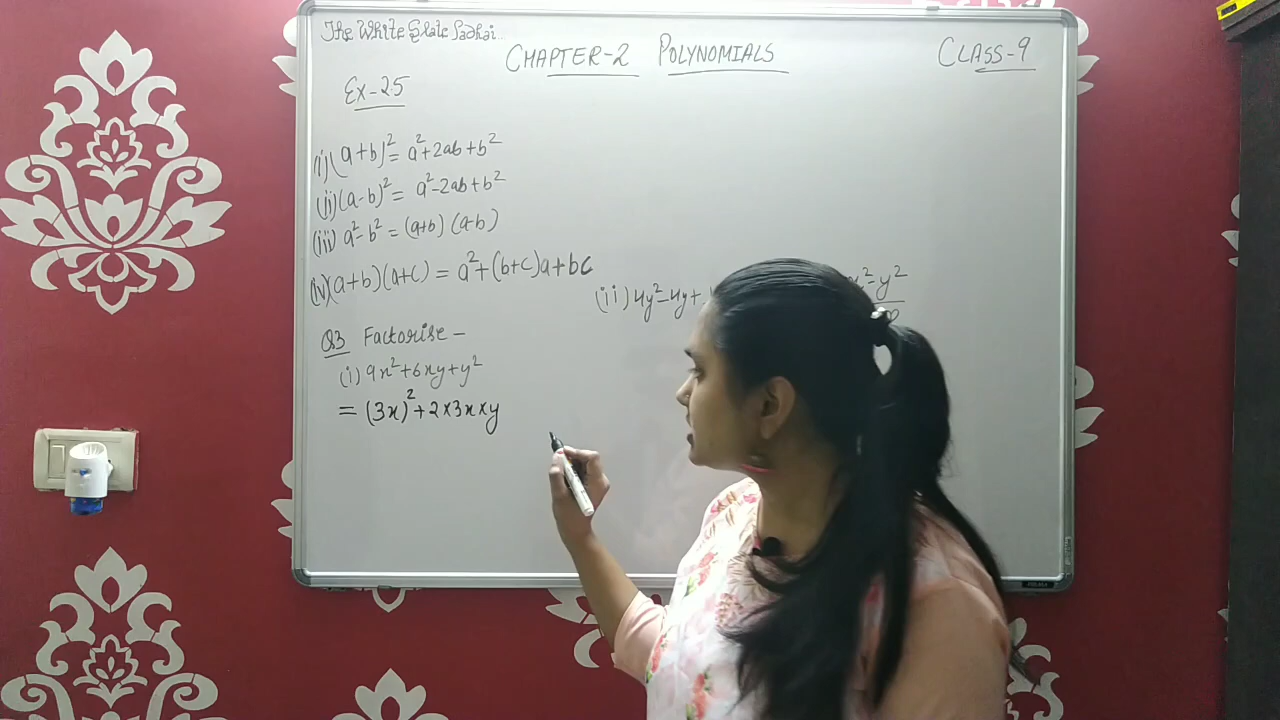 The White Slate Padhai...
CHAPTER-2 POLYNOMIALS
CLASS-9
Ex-2.5
(i) (a+b)² = a²+2ab+b²
(ii) (a-b)² = a²-2ab+b²
(iii) a²-b² = (a+b) (a-b)
(iv) (a+b)(a+c) = a²+(b+c)a+bc
Q3 Factorise -
(i) 9x²+6xy+y²
= (3x)²+2×3x×y
(ii) 4y²-4y+
x²-y²